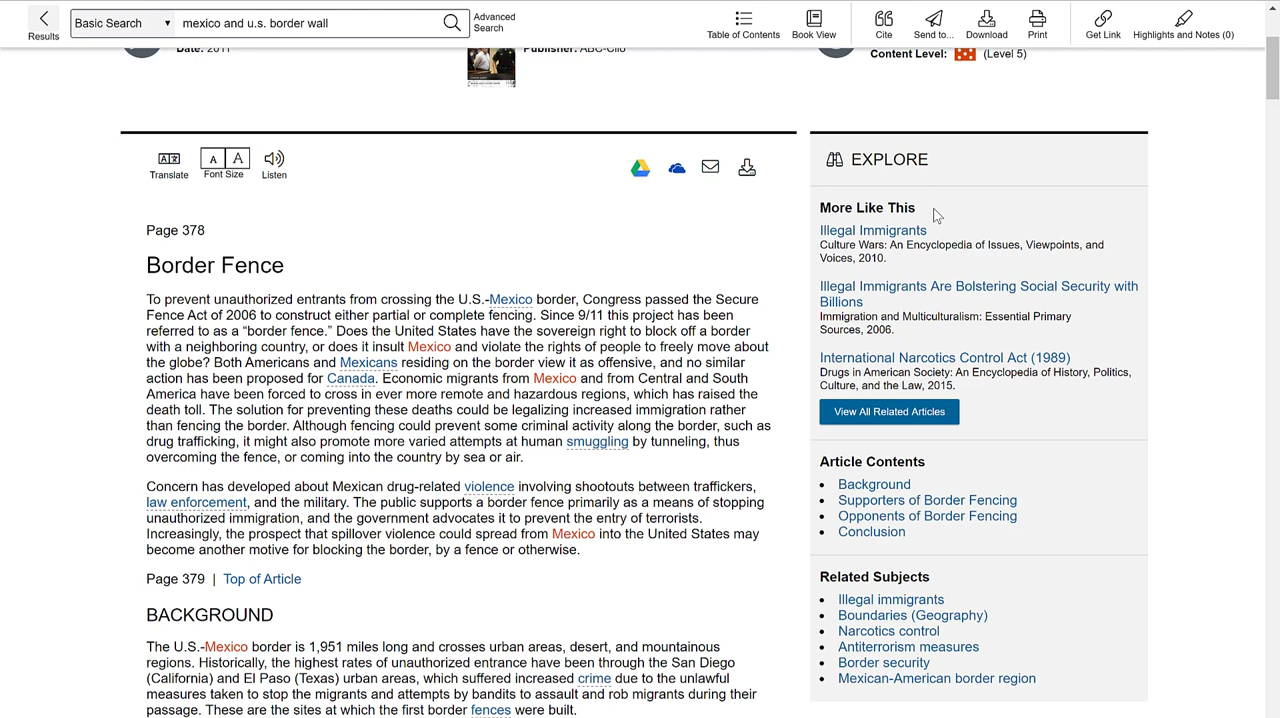 Results
Basic Search
mexico and u.s. border wall
Advanced
Search
Table of Contents
Book View
Cite
Send to...
Download
Print
Get Link
Highlights and Notes (0)
Date: 2011
Publisher: ABC-Clio
Content Level: (Level 5)
Translate
A A
Font Size
Listen
Page 378
Border Fence
To prevent unauthorized entrants from crossing the U.S.-Mexico border, Congress passed the Secure
Fence Act of 2006 to construct either partial or complete fencing. Since 9/11 this project has been
referred to as a “border fence.” Does the United States have the sovereign right to block off a border
with a neighboring country, or does it insult Mexico and violate the rights of people to freely move about
the globe? Both Americans and Mexicans residing on the border view it as offensive, and no similar
action has been proposed for Canada. Economic migrants from Mexico and from Central and South
America have been forced to cross in ever more remote and hazardous regions, which has raised the
death toll. The solution for preventing these deaths could be legalizing increased immigration rather
than fencing the border. Although fencing could prevent some criminal activity along the border, such as
drug trafficking, it might also promote more varied attempts at human smuggling by tunneling, thus
overcoming the fence, or coming into the country by sea or air.
Concern has developed about Mexican drug-related violence involving shootouts between traffickers,
law enforcement, and the military. The public supports a border fence primarily as a means of stopping
unauthorized immigration, and the government advocates it to prevent the entry of terrorists.
Increasingly, the prospect that spillover violence could spread from Mexico into the United States may
become another motive for blocking the border, by a fence or otherwise.
Page 379 | Top of Article
BACKGROUND
The U.S.-Mexico border is 1,951 miles long and crosses urban areas, desert, and mountainous
regions. Historically, the highest rates of unauthorized entrance have been through the San Diego
(California) and El Paso (Texas) urban areas, which suffered increased crime due to the unlawful
measures taken to stop the migrants and attempts by bandits to assault and rob migrants during their
passage. These are the sites at which the first border fences were built.
EXPLORE
More Like This
Illegal Immigrants
Culture Wars: An Encyclopedia of Issues, Viewpoints, and
Voices, 2010.
Illegal Immigrants Are Bolstering Social Security with
Billions
Immigration and Multiculturalism: Essential Primary
Sources, 2006.
International Narcotics Control Act (1989)
Drugs in American Society: An Encyclopedia of History, Politics,
Culture, and the Law, 2015.
View All Related Articles
Article Contents
• Background
• Supporters of Border Fencing
• Opponents of Border Fencing
• Conclusion
Related Subjects
• Illegal immigrants
• Boundaries (Geography)
• Narcotics control
• Antiterrorism measures
• Border security
• Mexican-American border region